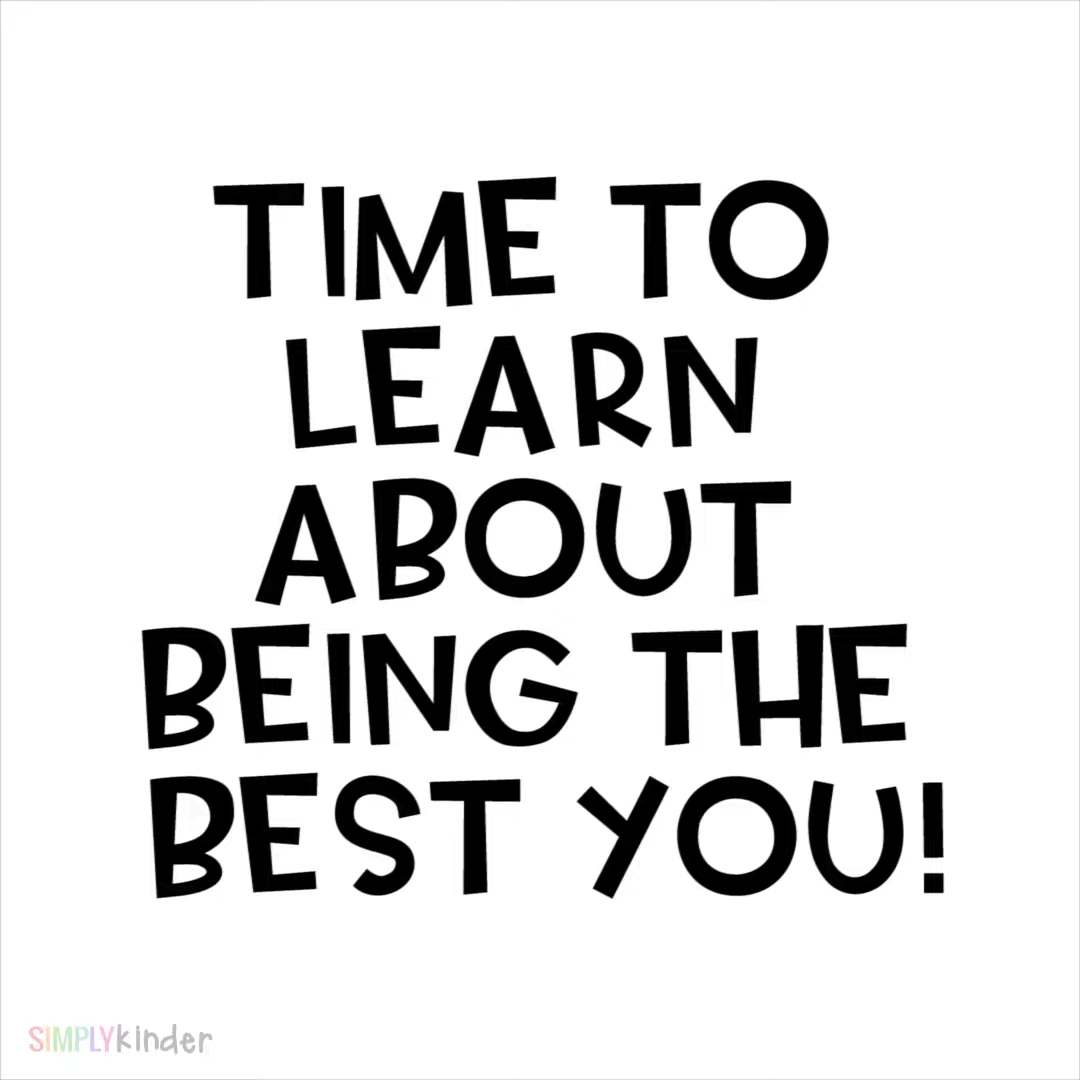 TIME TO
LEARN
ABOUT
BEING THE
BEST YOU!
SIMPLYkinder